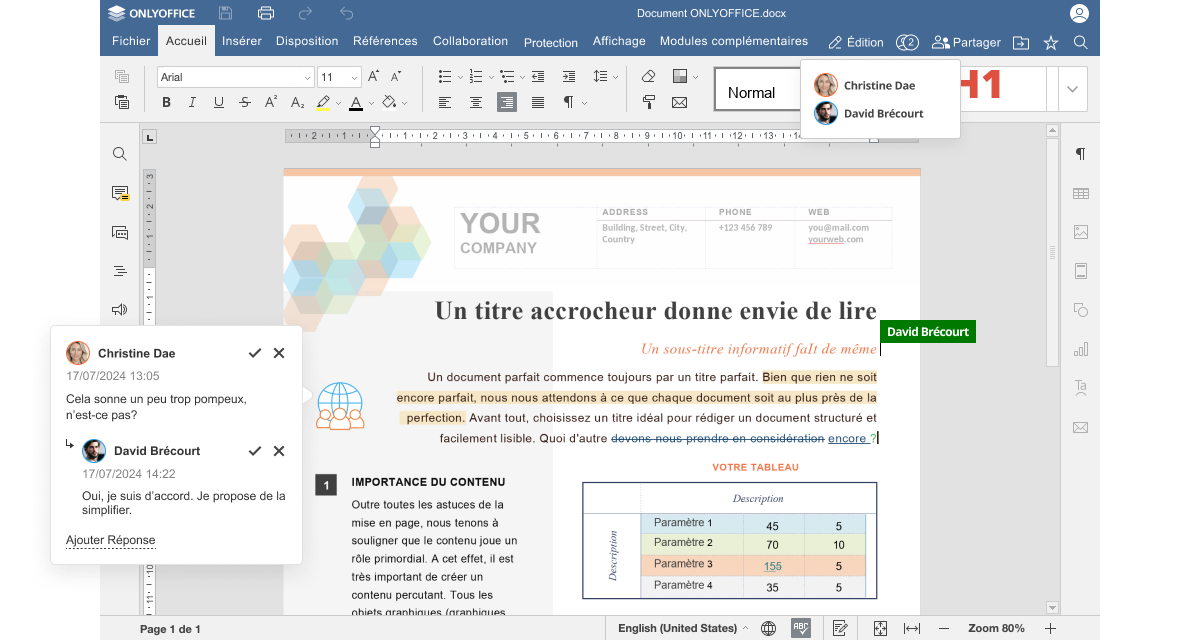 ONLYOFFICE
Document ONLYOFFICE.docx
Fichier Accueil Insérer Disposition Références Collaboration Protection Affichage Modules complémentaires Édition 2 Partager
Arial 11
Normal
H1
Christine Dae
David Brécourt
YOUR
COMPANY
ADDRESS PHONE WEB
Building, Street, City, +123 456 789 you@mail.com
Country yourweb.com
Un titre accrocheur donne envie de lire
David Brécourt
Un sous-titre informatif faIt de même
Un document parfait commence toujours par un titre parfait. Bien que rien ne soit
encore parfait, nous nous attendons à ce que chaque document soit au plus près de la
perfection. Avant tout, choisissez un titre idéal pour rédiger un document structuré et
facilement lisible. Quoi d’autre devons nous prendre en considération encore ?
Christine Dae
17/07/2024 13:05
Cela sonne un peu trop pompeux,
n’est-ce pas?
David Brécourt
17/07/2024 14:22
Oui, je suis d’accord. Je propose de la
simplifier.
Ajouter Réponse
1 IMPORTANCE DU CONTENU
Outre toutes les astuces de la
mise en page, nous tenons à
souligner que le contenu joue un
rôle primordial. A cet effet, il est
très important de créer un
contenu percutant. Tous les
objets graphiques (graphiques,
VOTRE TABLEAU
Description
Description
Paramètre 1 45 5
Paramètre 2 70 10
Paramètre 3 155 5
Paramètre 4 35 5
Page 1 de 1
English (United States)
ABC
Zoom 80%